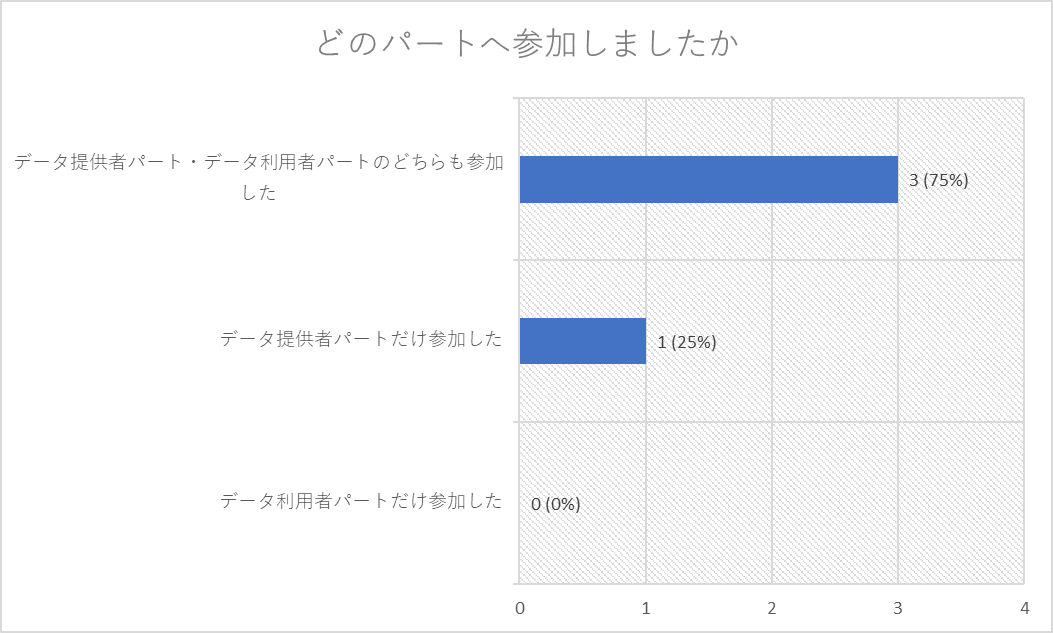 どのパートへ参加しましたか
データ提供者パート・データ利用者パートのどちらも参加
した
3 (75%)
データ提供者パートだけ参加した
1 (25%)
データ利用者パートだけ参加した
0 (0%)
0 1 2 3 4